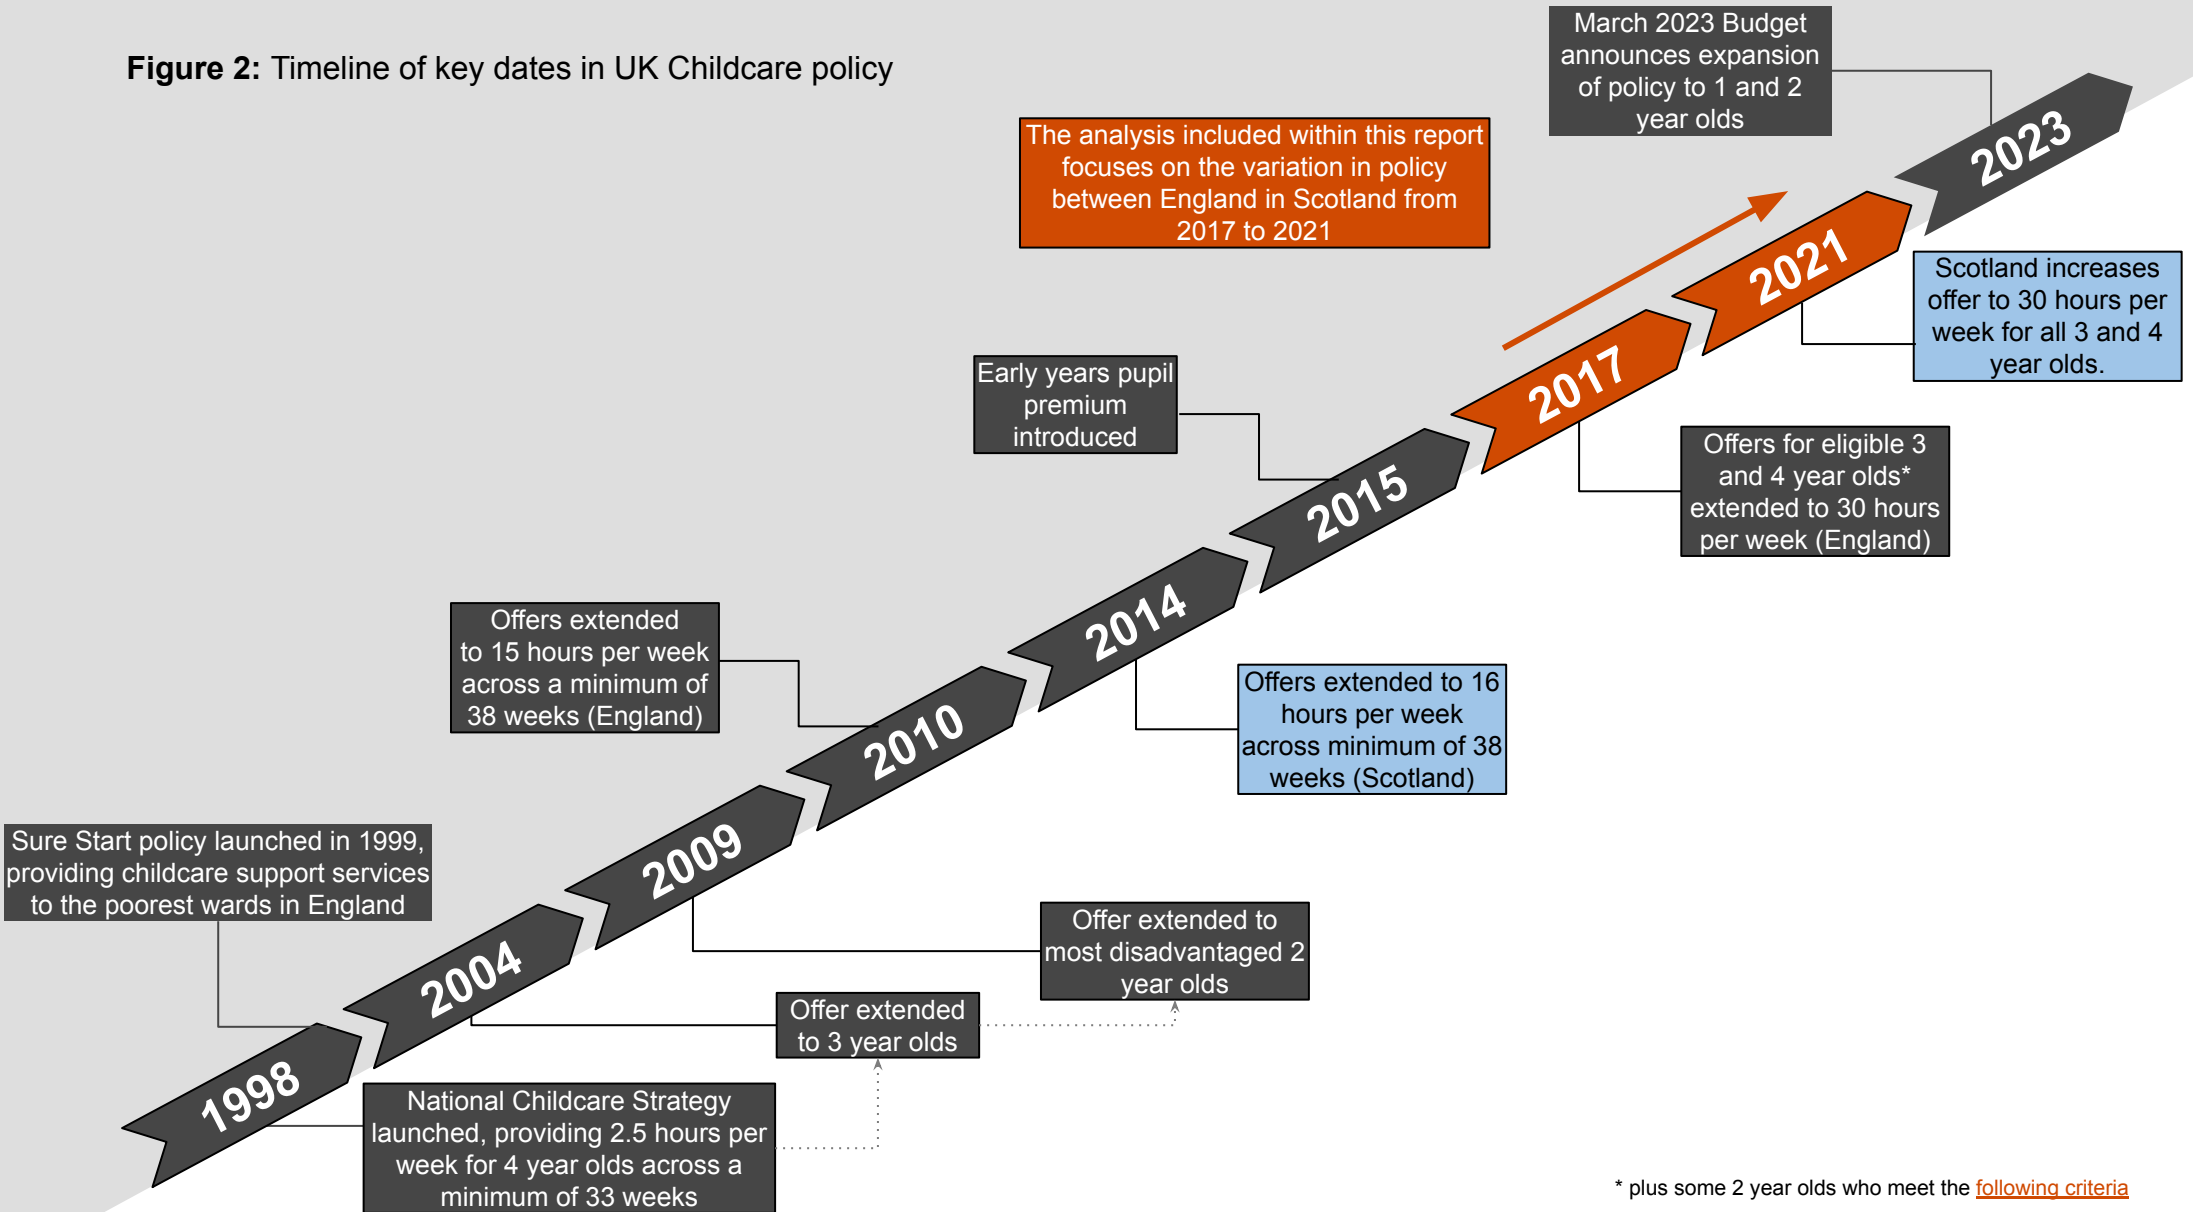 Figure 2: Timeline of key dates in UK Childcare policy
March 2023 Budget
announces expansion
of policy to 1 and 2
year olds
The analysis included within this report
focuses on the variation in policy
between England in Scotland from
2017 to 2021
2023
2021
Scotland increases
offer to 30 hours per
week for all 3 and 4
year olds.
Early years pupil
premium
introduced
2017
Offers for eligible 3
and 4 year olds*
extended to 30 hours
per week (England)
2015
Offers extended
to 15 hours per week
across a minimum of
38 weeks (England)
2014
Offers extended to 16
hours per week
across minimum of 38
weeks (Scotland)
2010
Sure Start policy launched in 1999,
providing childcare support services
to the poorest wards in England
2009
Offer extended to
most disadvantaged 2
year olds
2004
Offer extended
to 3 year olds
1998
National Childcare Strategy
launched, providing 2.5 hours per
week for 4 year olds across a
minimum of 33 weeks
* plus some 2 year olds who meet the following criteria